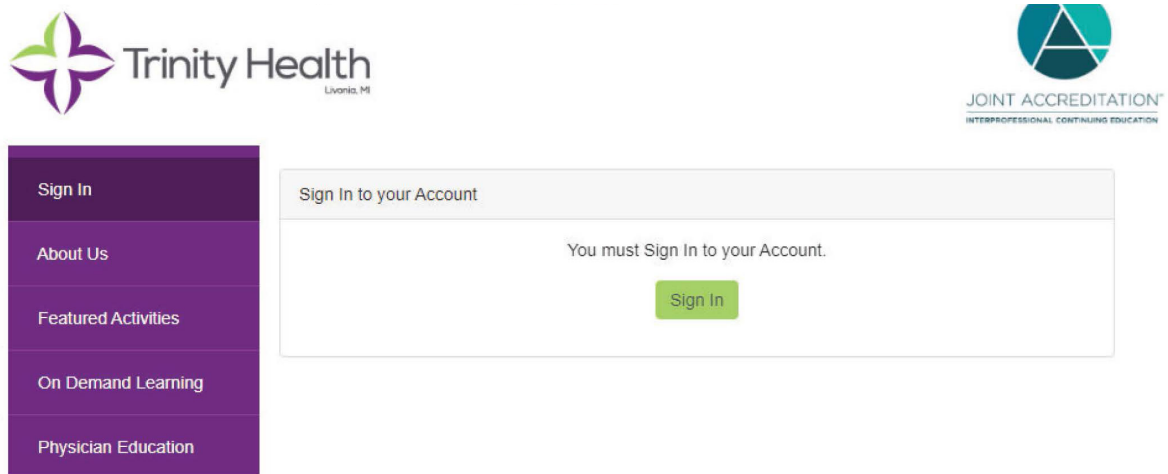 Trinity Health
Livonia, MI
JOINT ACCREDITATION™
INTERPROFESSIONAL CONTINUING EDUCATION
Sign In
About Us
Featured Activities
On Demand Learning
Physician Education
Sign In to your Account
You must Sign In to your Account.
Sign In